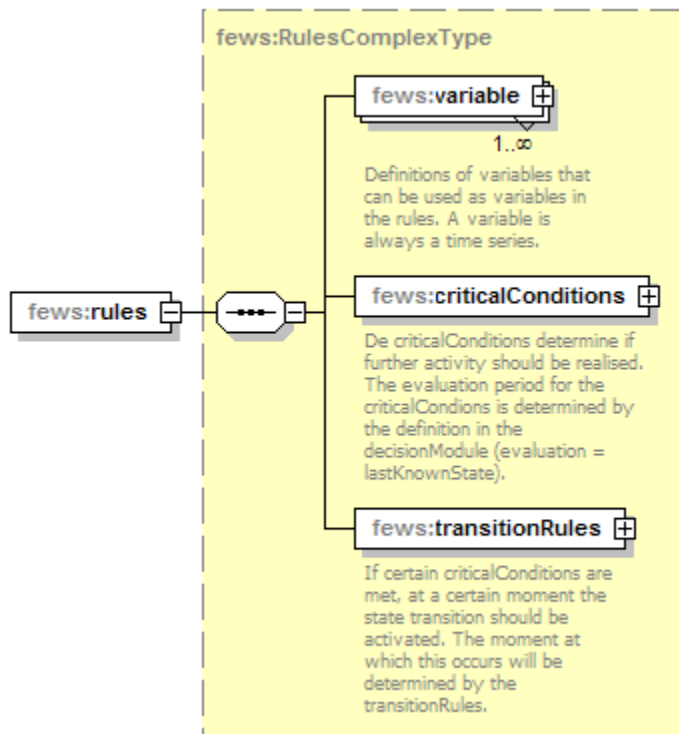 fews:RulesComplexType
fews:variable
1..∞
Definitions of variables that
can be used as variables in
the rules. A variable is
always a time series.
fews:rules
fews:criticalConditions
De criticalConditions determine if
further activity should be realised.
The evaluation period for the
criticalCondions is determined by
the definition in the
decisionModule (evaluation =
lastKnownState).
fews:transitionRules
If certain criticalConditions are
met, at a certain moment the
state transition should be
activated. The moment at
which this occurs will be
determined by the
transitionRules.